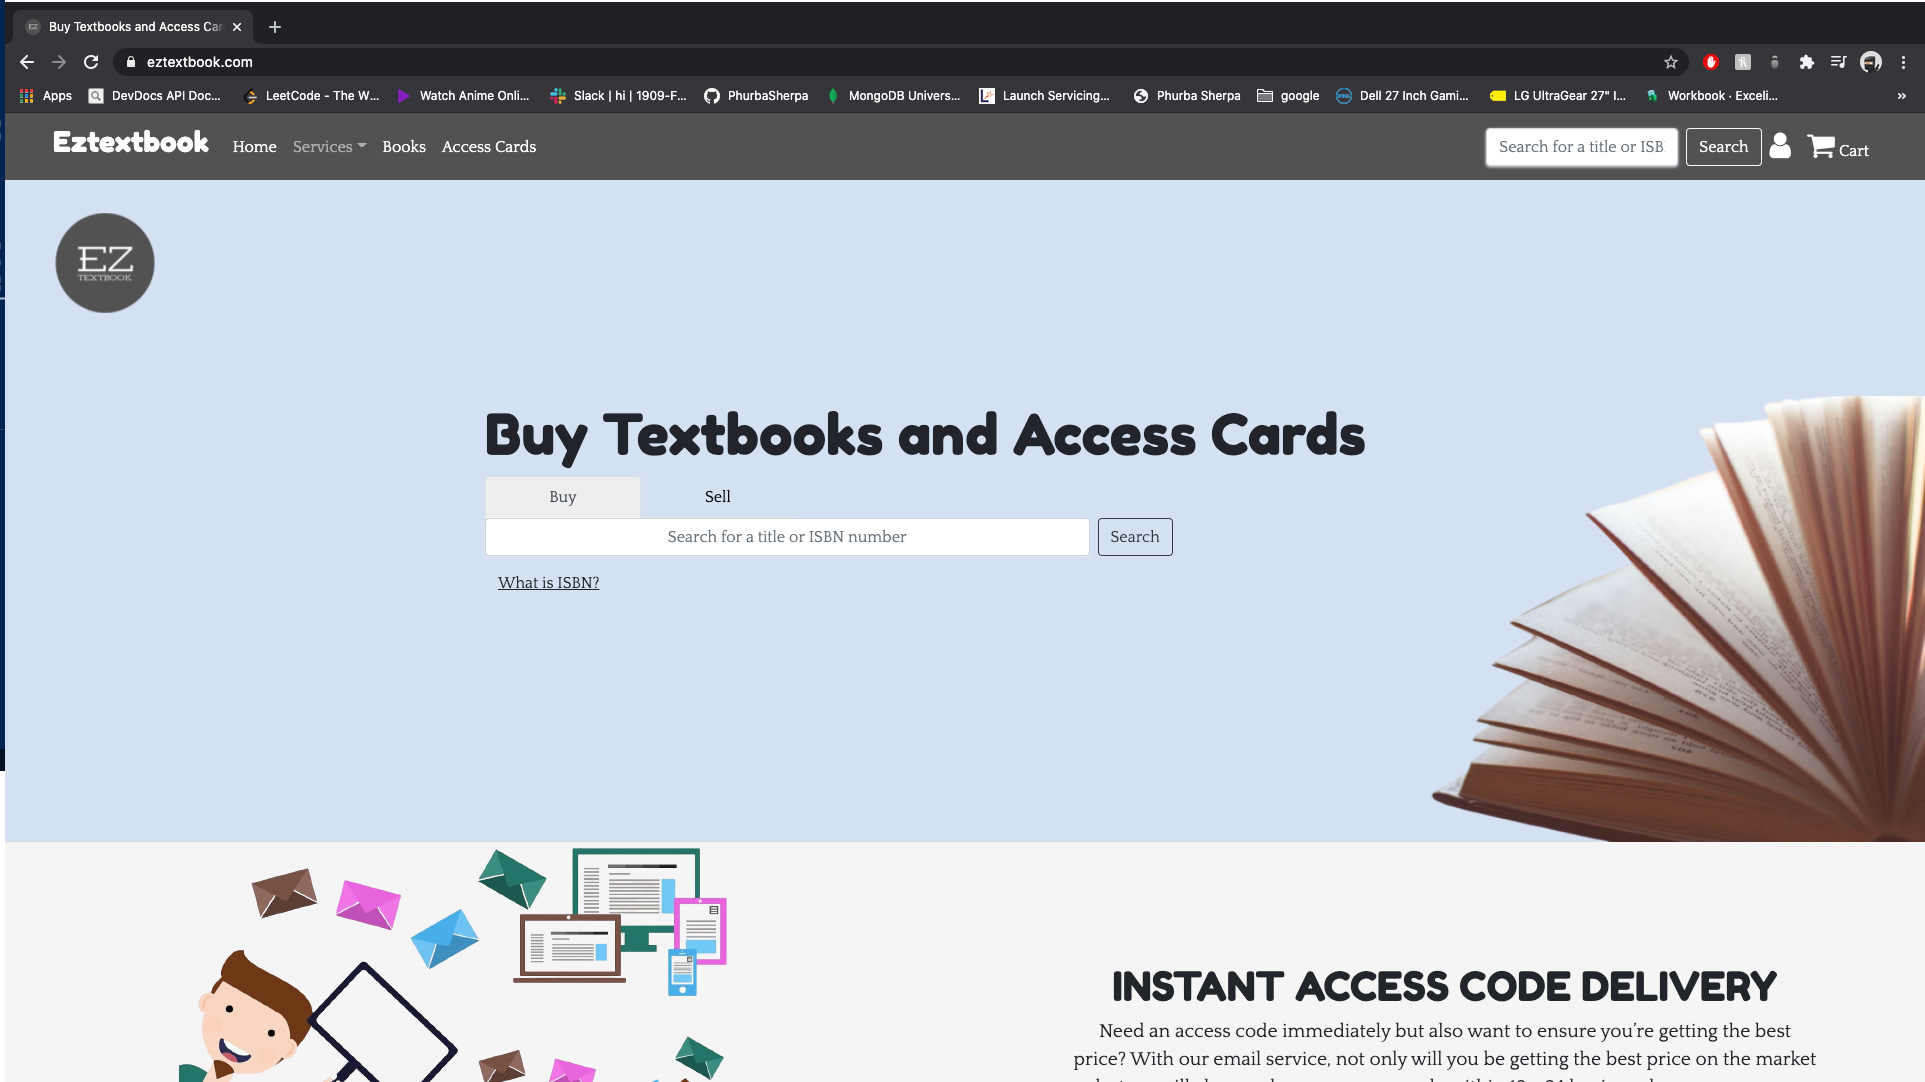 Buy Textbooks and Access Car
eztextbook.com
Apps DevDocs API Doc... LeetCode - The W... Watch Anime Onli... Slack | hi | 1909-F... PhurbaSherpa MongoDB Univers... Launch Servicing... Phurba Sherpa google Dell 27 Inch Gami... LG UltraGear 27" I... Workbook · Exceli... »
Eztextbook Home Services Books Access Cards Search for a title or ISB Search Cart
EZ
TEXTBOOK
Buy Textbooks and Access Cards
Buy Sell
Search for a title or ISBN number Search
What is ISBN?
INSTANT ACCESS CODE DELIVERY
Need an access code immediately but also want to ensure you're getting the best
price? With our email service, not only will you be getting the best price on the market